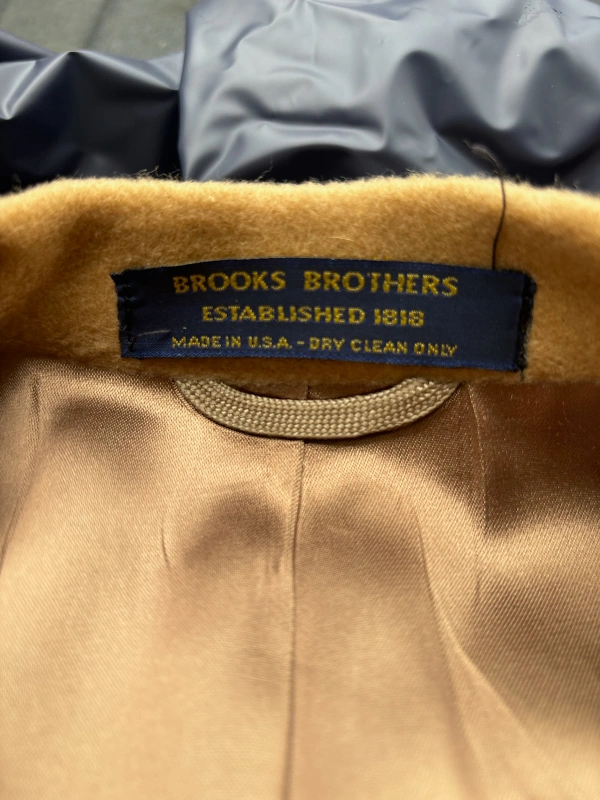 BROOKS BROTHERS
ESTABLISHED 1818
MADE IN U.S.A. - DRY CLEAN ONLY